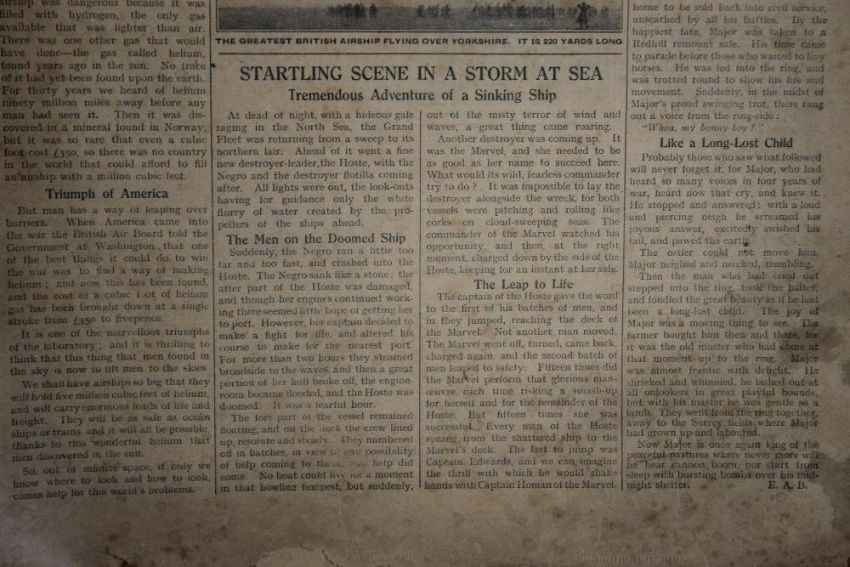 airship was dangerous because it was
filled with hydrogen, the only gas
available that was lighter than air.
There was one other gas that would
have done—the gas called helium,
found years ago in the sun. No trace
of it had yet been found upon the earth.
For thirty years we heard of helium
ninety million miles away before any
man had seen it. Then it was dis-
covered in a mineral found in Norway,
but it was so rare that even a cubic
foot cost £350, so there was no country
in the world that could afford to fill
an airship with a million cubic feet.
Triumph of America
But man has a way of leaping over
barriers. When America came into
the war the British Air Board told the
Government at Washington that one
of the best things it could do to win
the war was to find a way of making
helium; and now this has been found,
and the cost of a cubic foot of helium
gas has been brought down at a single
stroke from £350 to fivepence.
It is one of the marvellous triumphs
of the laboratory; and it is thrilling to
think that this thing that men found in
the sky is now to lift men to the skies.
We shall have airships so big that they
will hold five million cubic feet of helium,
and will carry enormous loads of life and
freight. They will be as safe as ocean
ships or trams, and it will all be possible,
thanks to this wonderful helium that
men discovered in the sun.
So, out of infinite space, if only we
know where to look and how to look,
comes help for this world's problems.
THE GREATEST BRITISH AIRSHIP FLYING OVER YORKSHIRE. IT IS 220 YARDS LONG
STARTLING SCENE IN A STORM AT SEA
Tremendous Adventure of a Sinking Ship
At dead of night, with a hideous gale
raging in the North Sea, the Grand
Fleet was returning from a sweep to its
northern lair. Ahead of it went a fine
new destroyer-leader, the Hoste, with the
Negro and the destroyer flotilla coming
after. All lights were out, the look-outs
having for guidance only the white
flurry of water created by the pro-
pellers of the ships ahead.
The Men on the Doomed Ship
Suddenly, the Negro ran a little too
far and too fast, and crashed into the
Hoste. The Negro sank like a stone; the
after part of the Hoste was damaged,
and though her engines continued work-
ing there seemed little hope of getting her
to port. However, her captain decided to
make a fight for life, and altered his
course to make for the nearest port.
For more than two hours they steamed
broadside to the waves, and then a great
portion of her hull broke off, the engine-
room became flooded, and the Hoste was
doomed. It was a fearful hour.
The fore part of the vessel remained
floating, and on the deck the crew lined
up, resolute and steady. They numbered
off in batches, in view of any possibility
of help coming to them, and help did
come. No boat could live for a moment
in that howling tempest, but suddenly,
out of the misty terror of wind and
waves, a great thing came roaring.
Another destroyer was coming up. It
was the Marvel, and she needed to be
as good as her name to succeed here.
What would its wild, fearless commander
try to do? It was impossible to lay the
destroyer alongside the wreck, for both
vessels were pitching and rolling like
corks on cloud-sweeping seas. The
commander of the Marvel watched his
opportunity, and then, at the right
moment, charged down by the side of the
Hoste, keeping for an instant at her side.
The Leap to Life
The captain of the Hoste gave the word
to the first of his batches of men, and
in they jumped, reaching the deck of
the Marvel. Not another man moved.
The Marvel went off, turned, came back,
charged again, and the second batch of
men leaped to safety. Fifteen times did
the Marvel perform that glorious man-
œuvre, each time risking a smash-up
for herself and for the remainder of the
Hoste. But fifteen times she was
successful. Every man of the Hoste
sprang from the shattered ship to the
Marvel's deck. The last to jump was
Captain Edwards, and we can imagine
the thrill with which he would shake
hands with Captain Homan of the Marvel.
home to be sold back into civil service,
unscathed by all his battles. By the
happiest fate, Major was taken to a
Redhill remount sale. His time came
to parade before those who waited to buy
horses. He was led into the ring, and
was trotted round to show his fire and
movement. Suddenly, in the midst of
Major's proud swinging trot, there rang
out a voice from the ring-side:
"Whoa, my bonny boy!"
Like a Long-Lost Child
Probably those who saw what followed
will never forget it, for Major, who had
heard so many voices in four years of
war, heard now that cry, and knew it.
He stopped and answered; with a loud
and piercing neigh he screamed his
joyous answer, excitedly swished his
tail, and pawed the earth.
The ostler could not move him.
Major neighed and neighed, trembling.
Then the man who had cried out
stepped into the ring, took the halter,
and fondled the great beauty as if he had
been a long-lost child. The joy of
Major was a moving thing to see. The
farmer bought him then and there, for
it was the old master who had come at
that moment up to the ring. Major
was almost frantic with delight. He
shrieked and whinnied, he lashed out at
all onlookers in great playful bounds,
but with his master he was gentle as a
lamb. They went from the ring together,
away to the Surrey fields where Major
had grown up and laboured.
Now Major is once again king of the
peaceful pastures where never more will
he hear cannon boom, nor start from
sleep with bursting bombs over his mid-
night shelter. E. A. B.